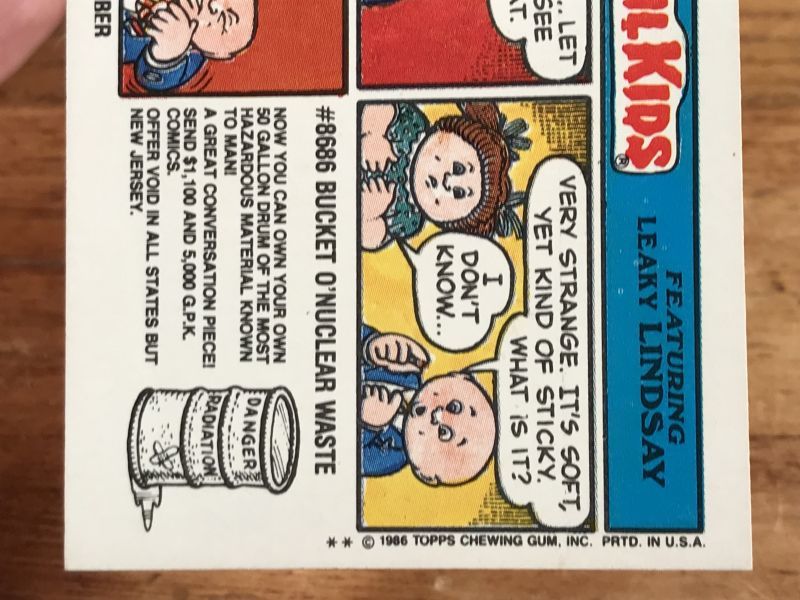 IL KIDS®
FEATURING
LEAKY LINDSAY
.. LET
SEE
AT.
VERY STRANGE. IT'S SOFT,
YET KIND OF STICKY.
WHAT IS IT?
I
DON'T
KNOW...
BER
#8686 BUCKET O'NUCLEAR WASTE
NOW YOU CAN OWN YOUR OWN
50 GALLON DRUM OF THE MOST
HAZARDOUS MATERIAL KNOWN
TO MAN!
A GREAT CONVERSATION PIECE!
SEND $1,100 AND 5,000 G.P.K.
COMICS.
OFFER VOID IN ALL STATES BUT
NEW JERSEY.
DANGER
RADIATION
** © 1986 TOPPS CHEWING GUM, INC. PRTD. IN U.S.A.